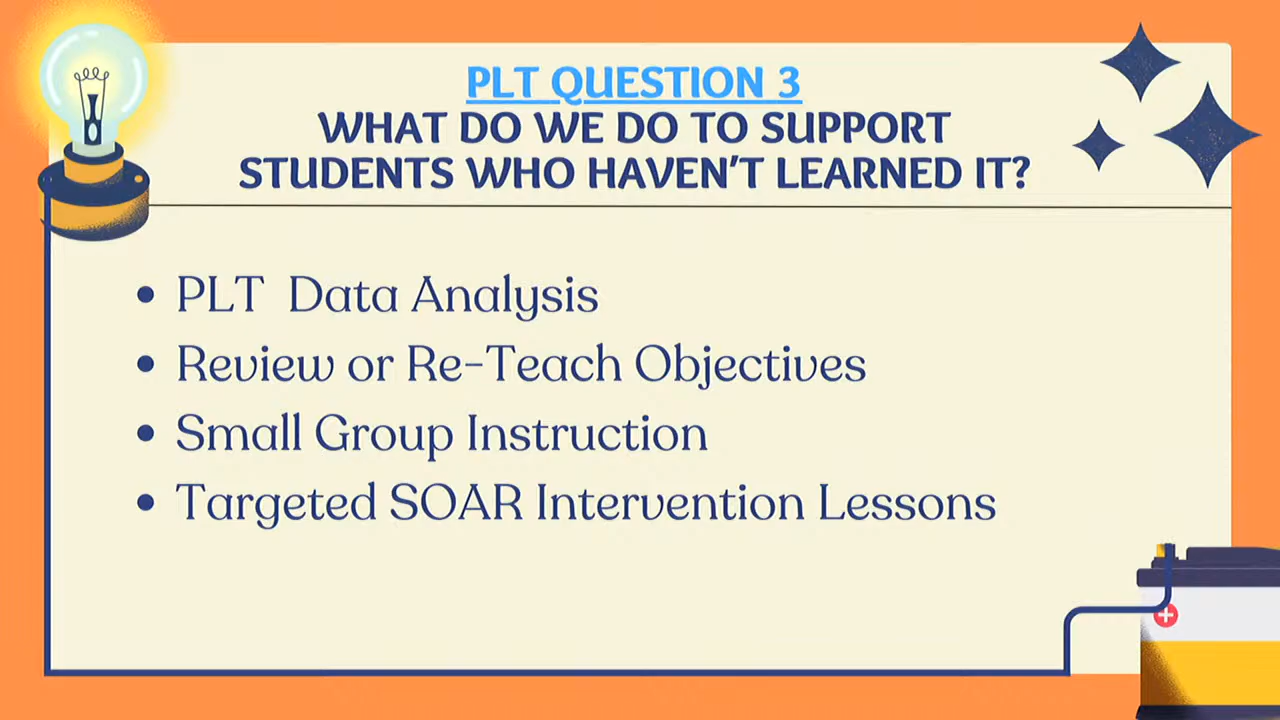 PLT QUESTION 3
WHAT DO WE DO TO SUPPORT
STUDENTS WHO HAVEN'T LEARNED IT?
• PLT Data Analysis
• Review or Re-Teach Objectives
• Small Group Instruction
• Targeted SOAR Intervention Lessons